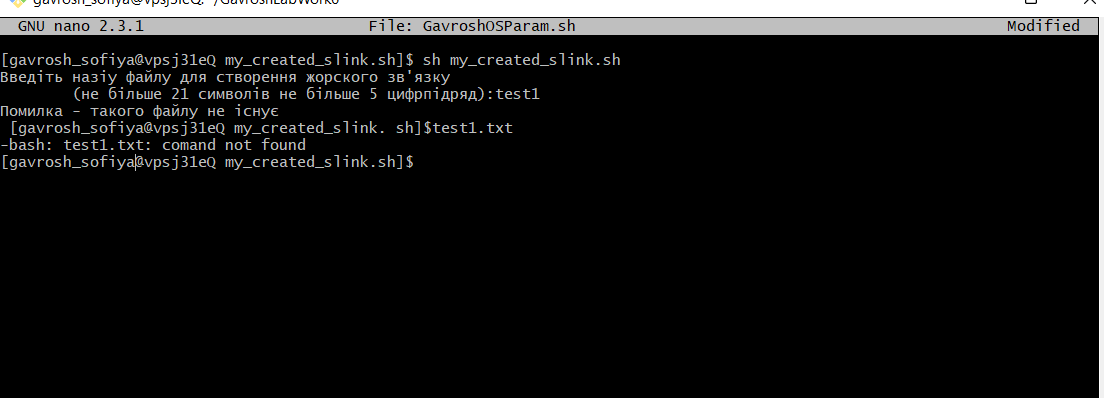 gavrosh_sofiya@vpsj31eQ: ~/GavroshLabWork6
GNU nano 2.3.1 File: GavroshOSParam.sh Modified
[gavrosh_sofiya@vpsj31eQ my_created_slink.sh]$ sh my_created_slink.sh
Введіть назіу файлу для створення жорского зв'язку
(не більше 21 символів не більше 5 цифрпідряд):test1
Помилка - такого файлу не існує
[gavrosh_sofiya@vpsj31eQ my_created_slink. sh]$test1.txt
-bash: test1.txt: comand not found
[gavrosh_sofiya@vpsj31eQ my_created_slink.sh]$